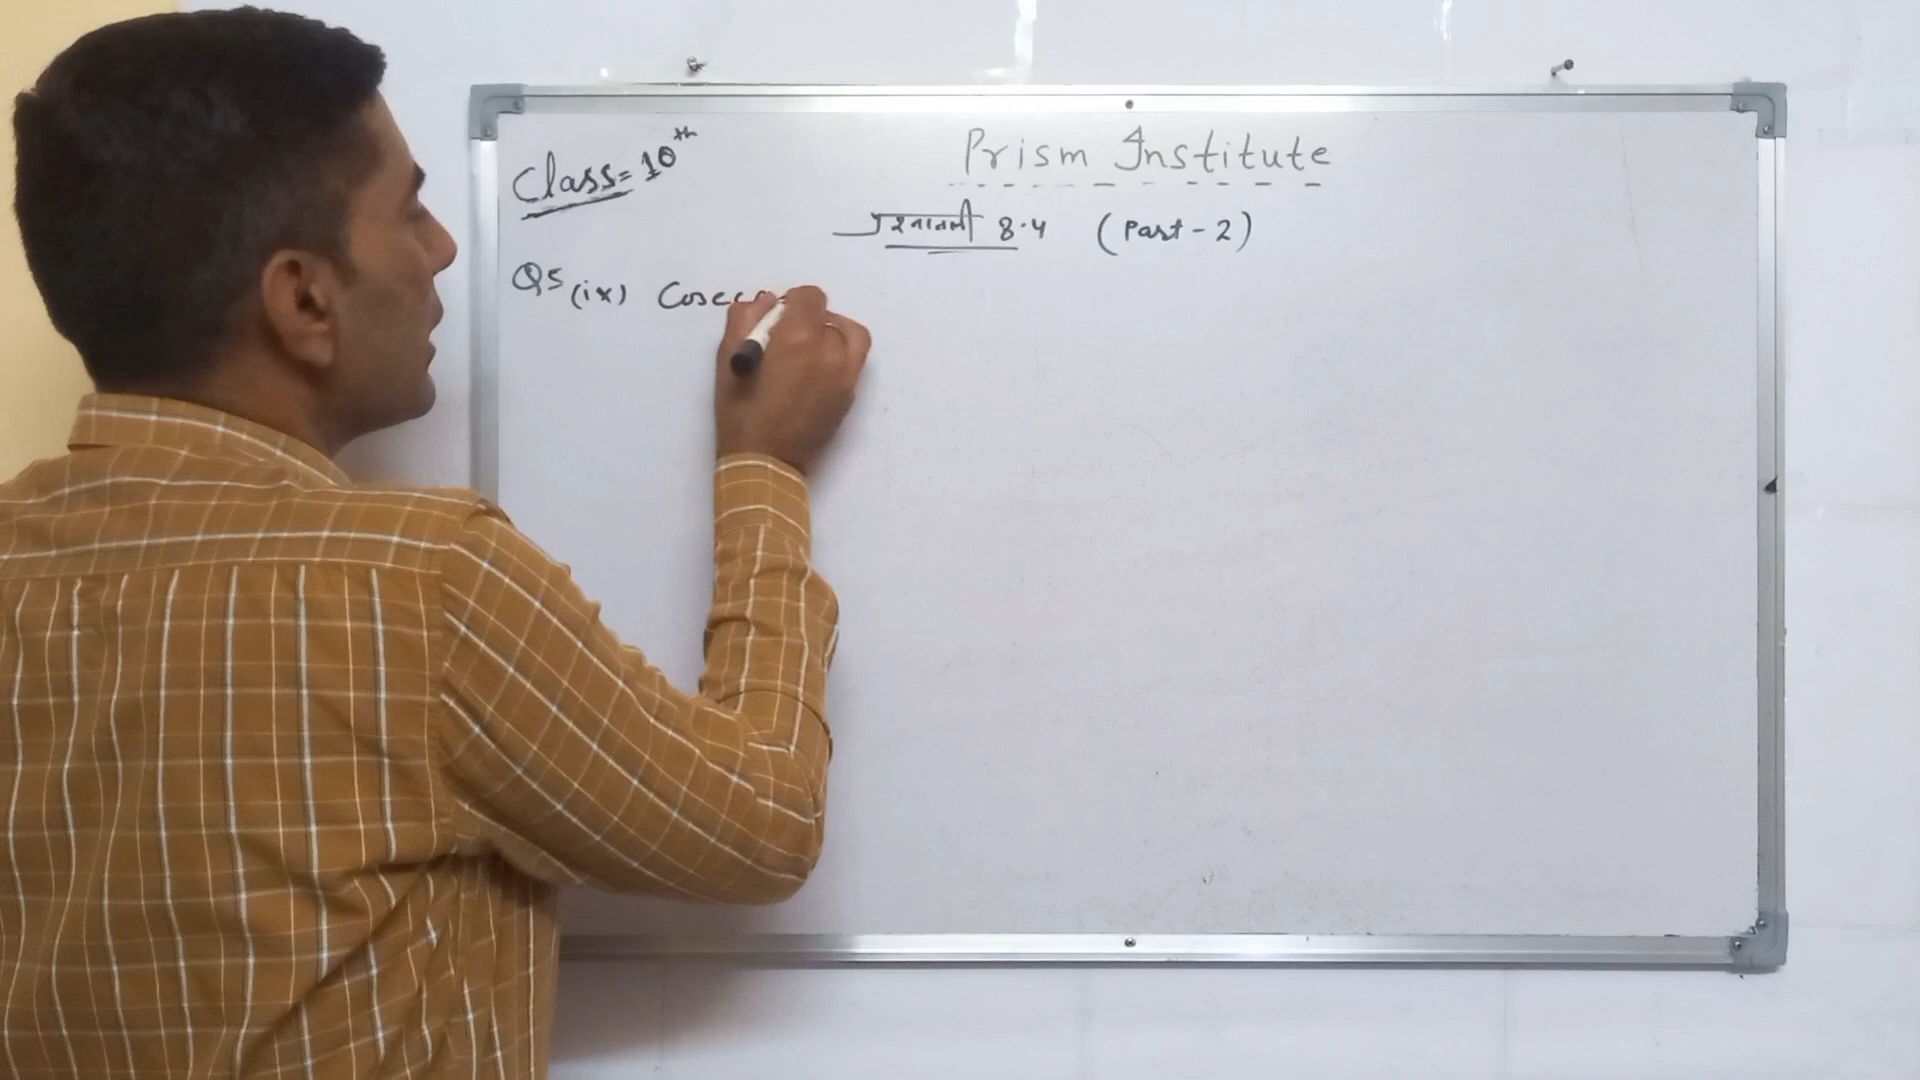 Class = 10th
Prism Institute
प्रश्नावली 8.4 (Part-2)
Q5 (ix) Cosec